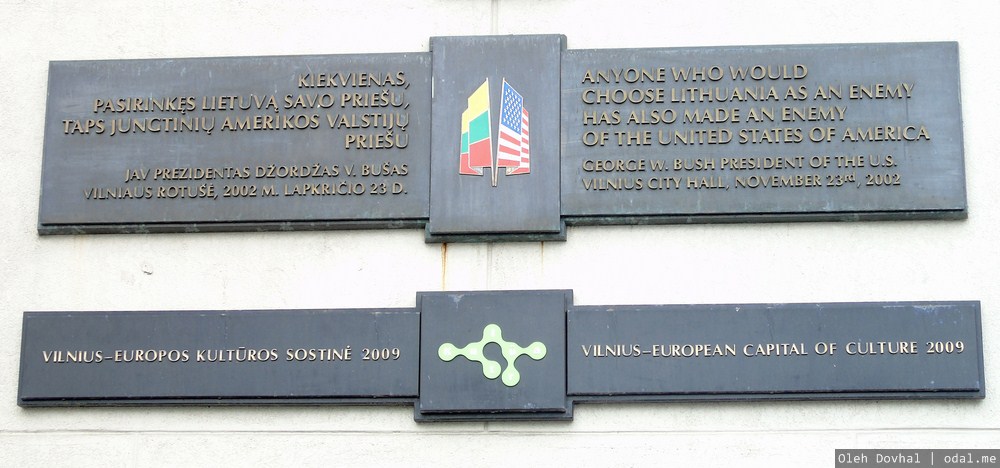 KIEKVIENAS,
PASIRINKĘS LIETUVĄ SAVO PRIEŠU,
TAPS JUNGTINIŲ AMERIKOS VALSTIJŲ
PRIEŠU
JAV PREZIDENTAS DŽORDŽAS V. BUŠAS
VILNIAUS ROTUŠĖ, 2002 M. LAPKRIČIO 23 D.
ANYONE WHO WOULD
CHOOSE LITHUANIA AS AN ENEMY
HAS ALSO MADE AN ENEMY
OF THE UNITED STATES OF AMERICA
GEORGE W. BUSH PRESIDENT OF THE U.S.
VILNIUS CITY HALL, NOVEMBER 23RD, 2002
VILNIUS–EUROPOS KULTŪROS SOSTINĖ 2009
VILNIUS–EUROPEAN CAPITAL OF CULTURE 2009
Oleh Dovhal | odal.me